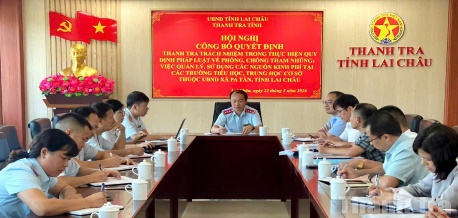 UBND TỈNH LAI CHÂU
THANH TRA TỈNH
HỘI NGHỊ
CÔNG BỐ QUYẾT ĐỊNH
THANH TRA TRÁCH NHIỆM TRONG THỰC HIỆN QUY
ĐỊNH PHÁP LUẬT VỀ PHÒNG, CHỐNG THAM NHŨNG;
VIỆC QUẢN LÝ, SỬ DỤNG CÁC NGUỒN KINH PHÍ TẠI
CÁC TRƯỜNG TIỂU HỌC, TRUNG HỌC CƠ SỞ
THUỘC UBND XÃ PA TẦN, TỈNH LAI CHÂU
THANH TRA
TỈNH LAI CHÂU